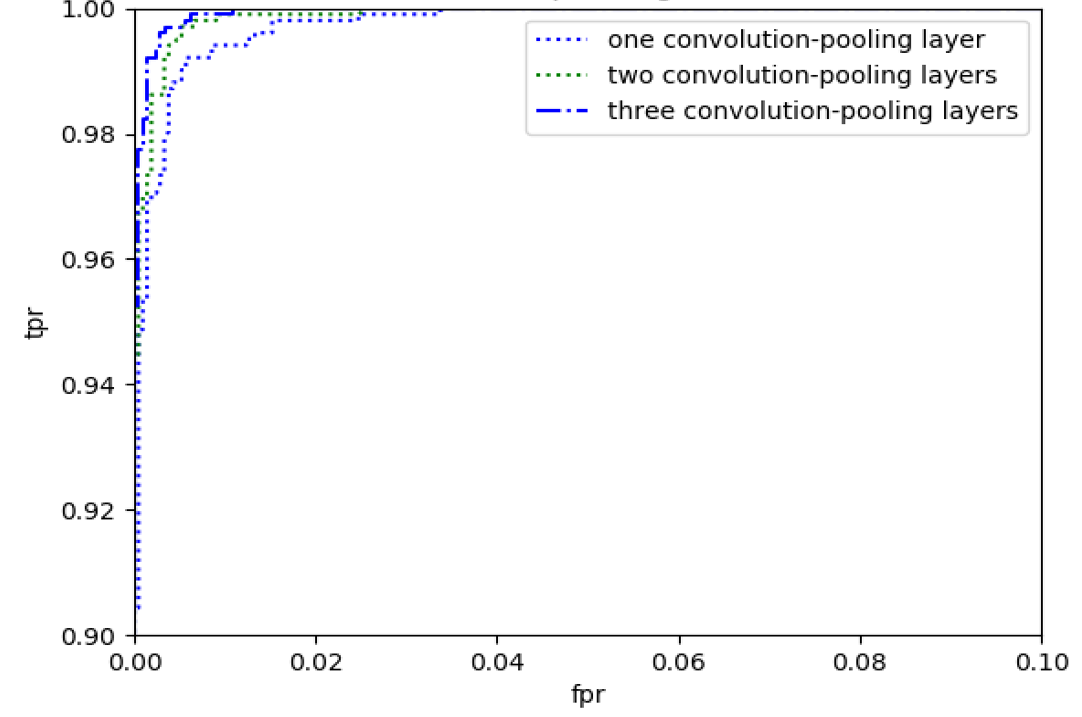 1.00
0.98
0.96
0.94
0.92
0.90
tpr
one convolution-pooling layer
two convolution-pooling layers
three convolution-pooling layers
0.00 0.02 0.04 0.06 0.08 0.10
fpr